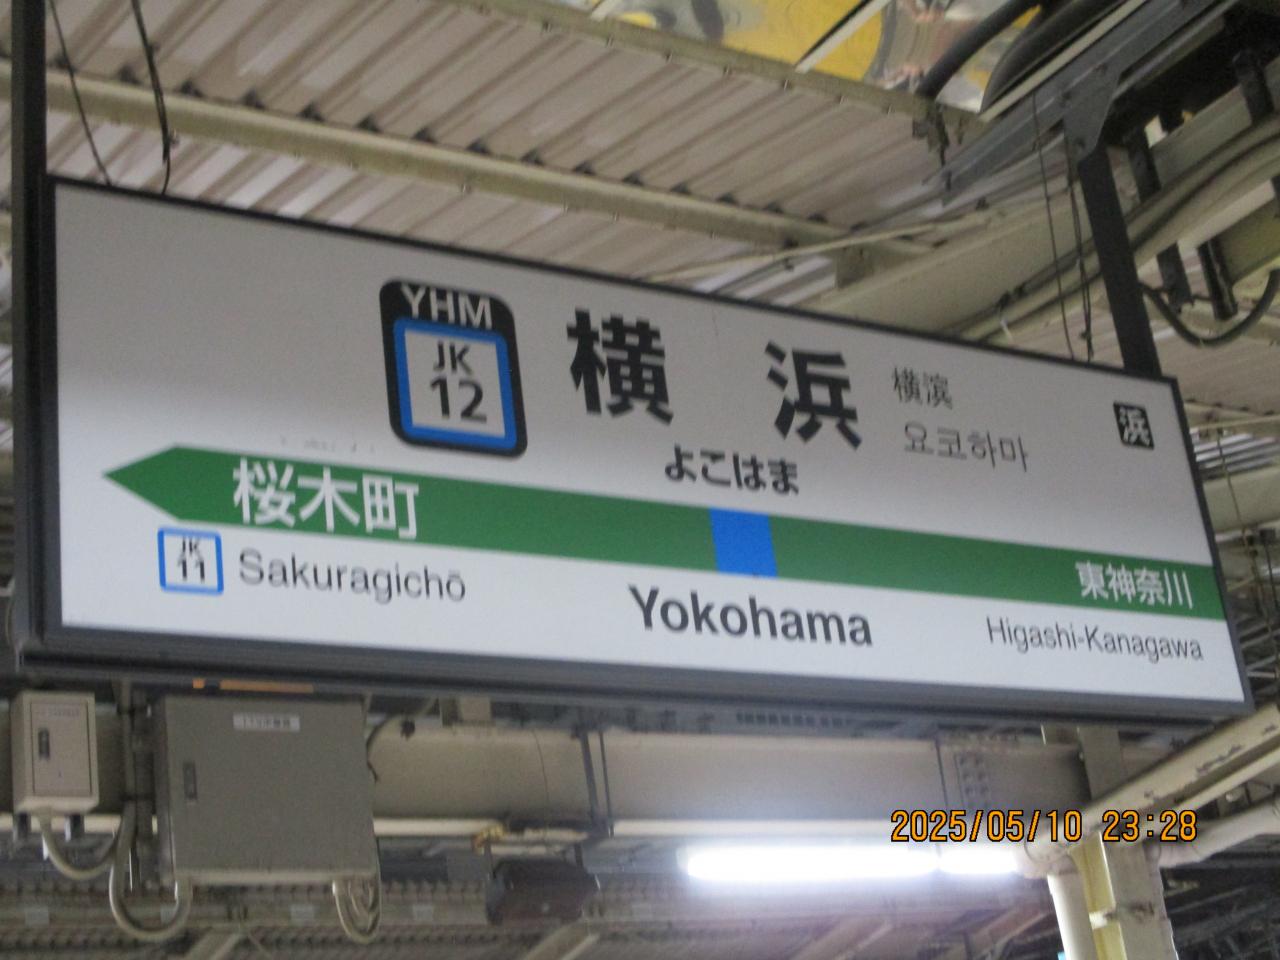 YHM
JK
12
横浜
横滨
요코하마
浜
よこはま
桜木町
東神奈川
JK
11
Sakuragichō
Yokohama
Higashi-Kanagawa
2025/05/10 23:28